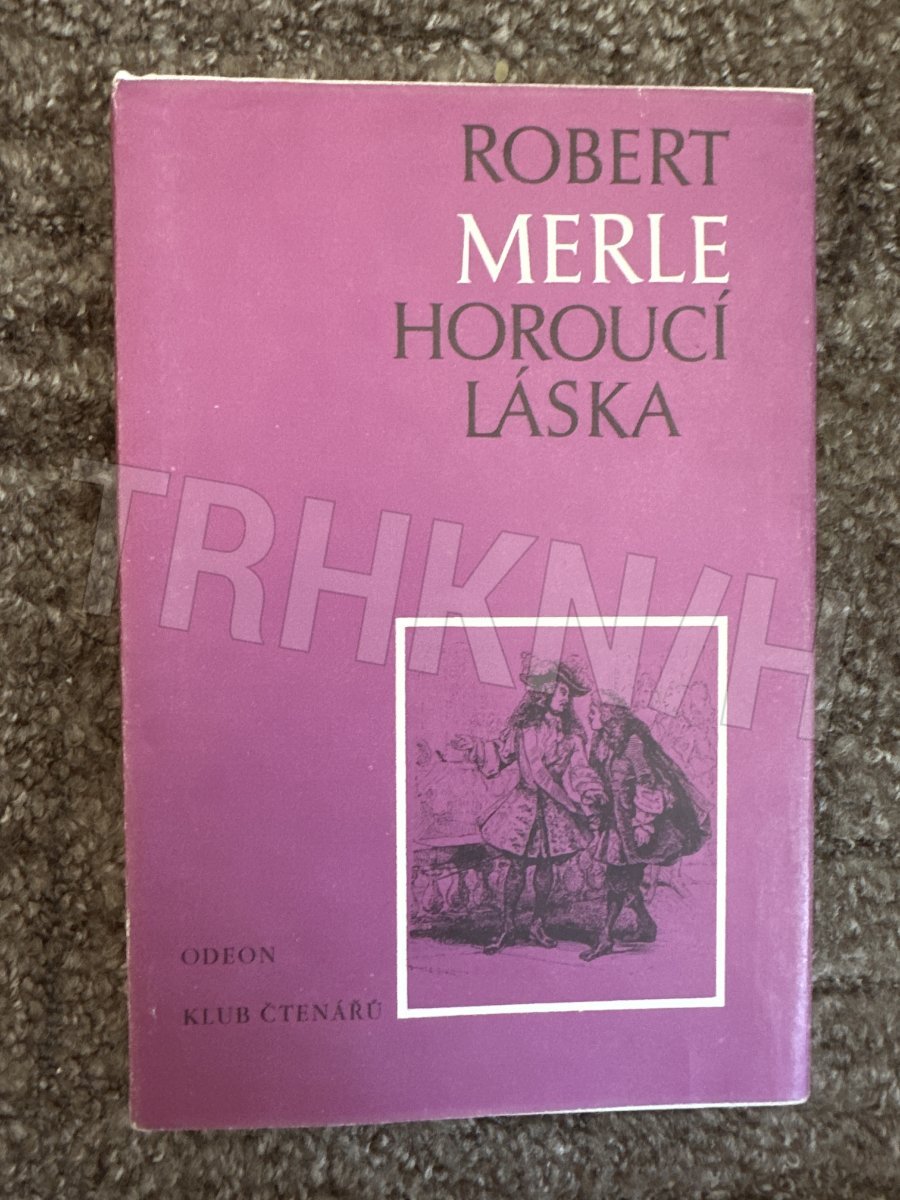 ROBERT
MERLE
HOROUCÍ
LÁSKA
TRHKNIH
ODEON
KLUB ČTENÁŘŮ